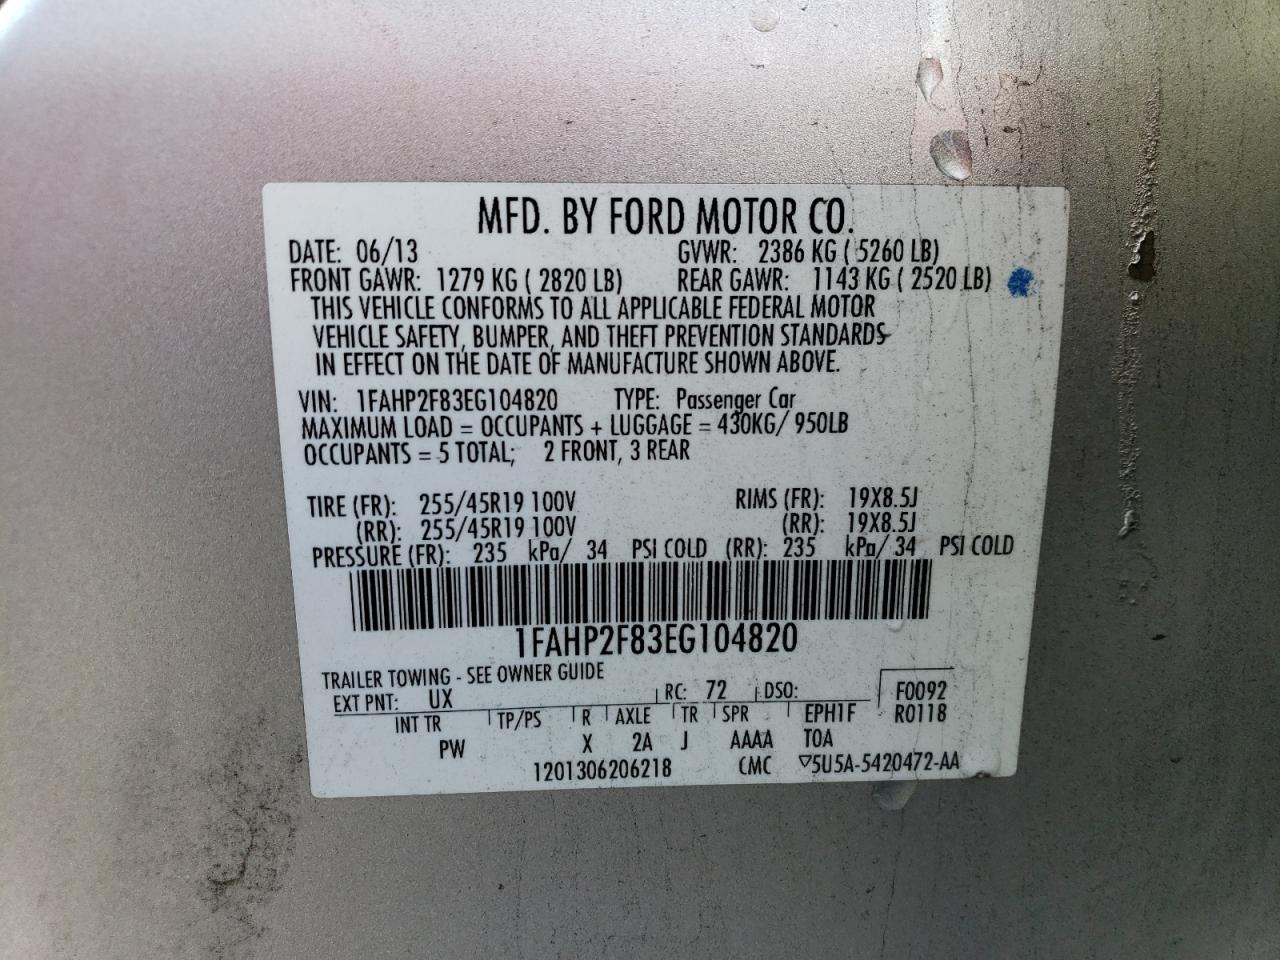 MFD. BY FORD MOTOR CO.
DATE: 06/13 GVWR: 2386 KG ( 5260 LB)
FRONT GAWR: 1279 KG ( 2820 LB) REAR GAWR: 1143 KG ( 2520 LB)
THIS VEHICLE CONFORMS TO ALL APPLICABLE FEDERAL MOTOR
VEHICLE SAFETY, BUMPER, AND THEFT PREVENTION STANDARDS
IN EFFECT ON THE DATE OF MANUFACTURE SHOWN ABOVE.
VIN: 1FAHP2F83EG104820 TYPE: Passenger Car
MAXIMUM LOAD = OCCUPANTS + LUGGAGE = 430KG/ 950LB
OCCUPANTS = 5 TOTAL; 2 FRONT, 3 REAR
TIRE (FR): 255/45R19 100V RIMS (FR): 19X8.5J
(RR): 255/45R19 100V (RR): 19X8.5J
PRESSURE (FR): 235 kPa/ 34 PSI COLD (RR): 235 kPa/ 34 PSI COLD
1FAHP2F83EG104820
TRAILER TOWING - SEE OWNER GUIDE
EXT PNT: UX RC: 72 DSO: F0092
INT TR TP/PS R AXLE TR SPR EPH1F R0118
PW X 2A J AAAA TOA
1201306206218 CMC ▽5U5A-5420472-AA